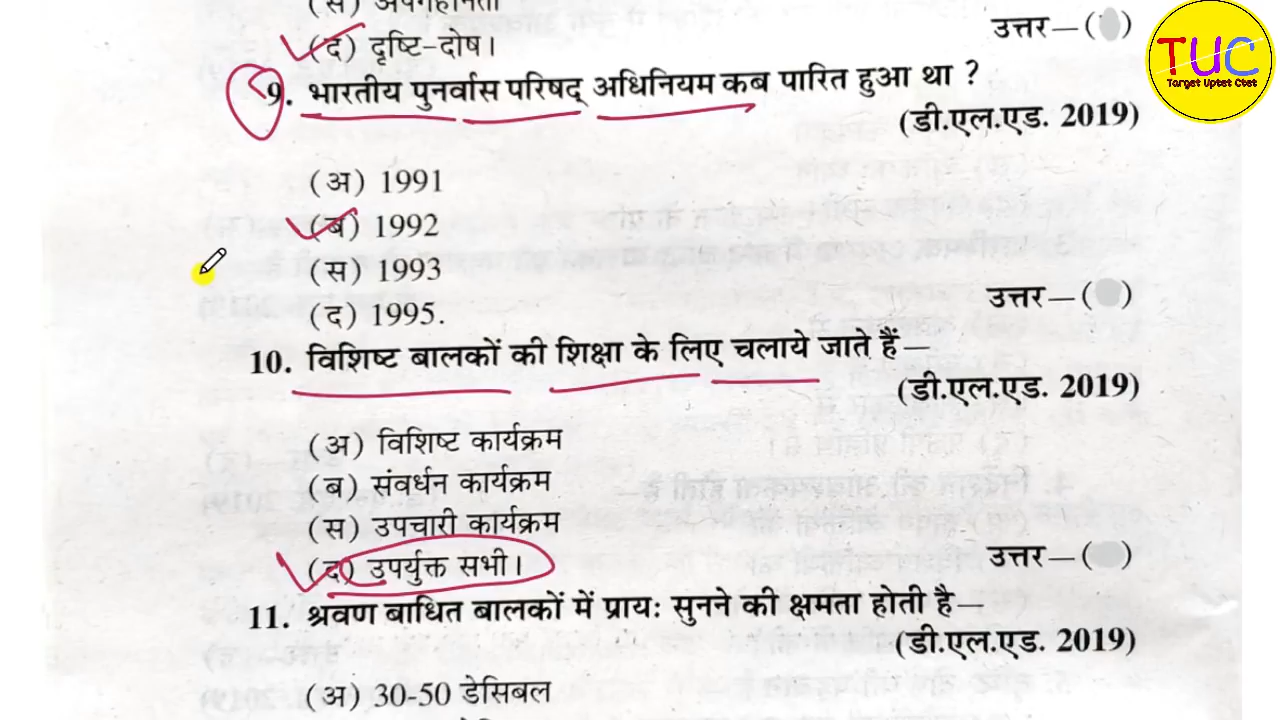 (स) अपगहीनता
(द) दृष्टि-दोष।
उत्तर—( )
TUC
Target Uptet Ctet
9. भारतीय पुनर्वास परिषद् अधिनियम कब पारित हुआ था ?
(डी.एल.एड. 2019)
(अ) 1991
(ब) 1992
(स) 1993
(द) 1995.
उत्तर—( )
10. विशिष्ट बालकों की शिक्षा के लिए चलाये जाते हैं—
(डी.एल.एड. 2019)
(अ) विशिष्ट कार्यक्रम
(ब) संवर्धन कार्यक्रम
(स) उपचारी कार्यक्रम
(द) उपर्युक्त सभी।
उत्तर—( )
11. श्रवण बाधित बालकों में प्राय: सुनने की क्षमता होती है—
(डी.एल.एड. 2019)
(अ) 30-50 डेसिबल